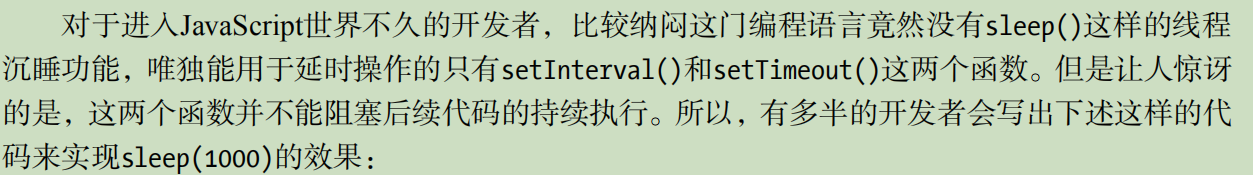 对于进入JavaScript世界不久的开发者，比较纳闷这门编程语言竟然没有sleep()这样的线程
沉睡功能，唯独能用于延时操作的只有setInterval()和setTimeout()这两个函数。但是让人惊讶
的是，这两个函数并不能阻塞后续代码的持续执行。所以，有多半的开发者会写出下述这样的代
码来实现sleep(1000)的效果：